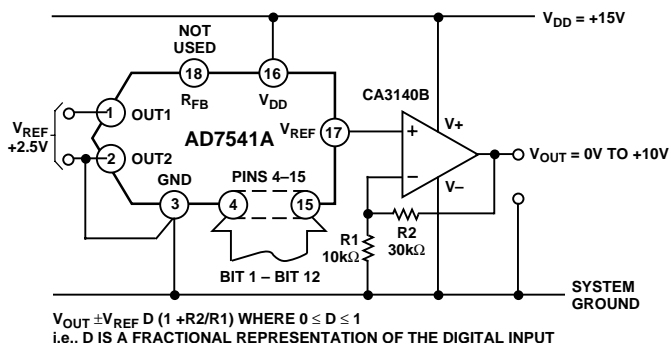 V_DD = +15V
NOT
USED
18
16
CA3140B
R_FB
V_DD
1
OUT1
V_REF
+2.5V
AD7541A
V_REF
17
+
V+
V_OUT = 0V TO +10V
2
OUT2
GND
PINS 4–15
–
V–
3
4
15
R1
10kΩ
R2
30kΩ
BIT 1 – BIT 12
SYSTEM
GROUND
V_OUT ±V_REF D (1 +R2/R1) WHERE 0 ≤ D ≤ 1
i.e., D IS A FRACTIONAL REPRESENTATION OF THE DIGITAL INPUT